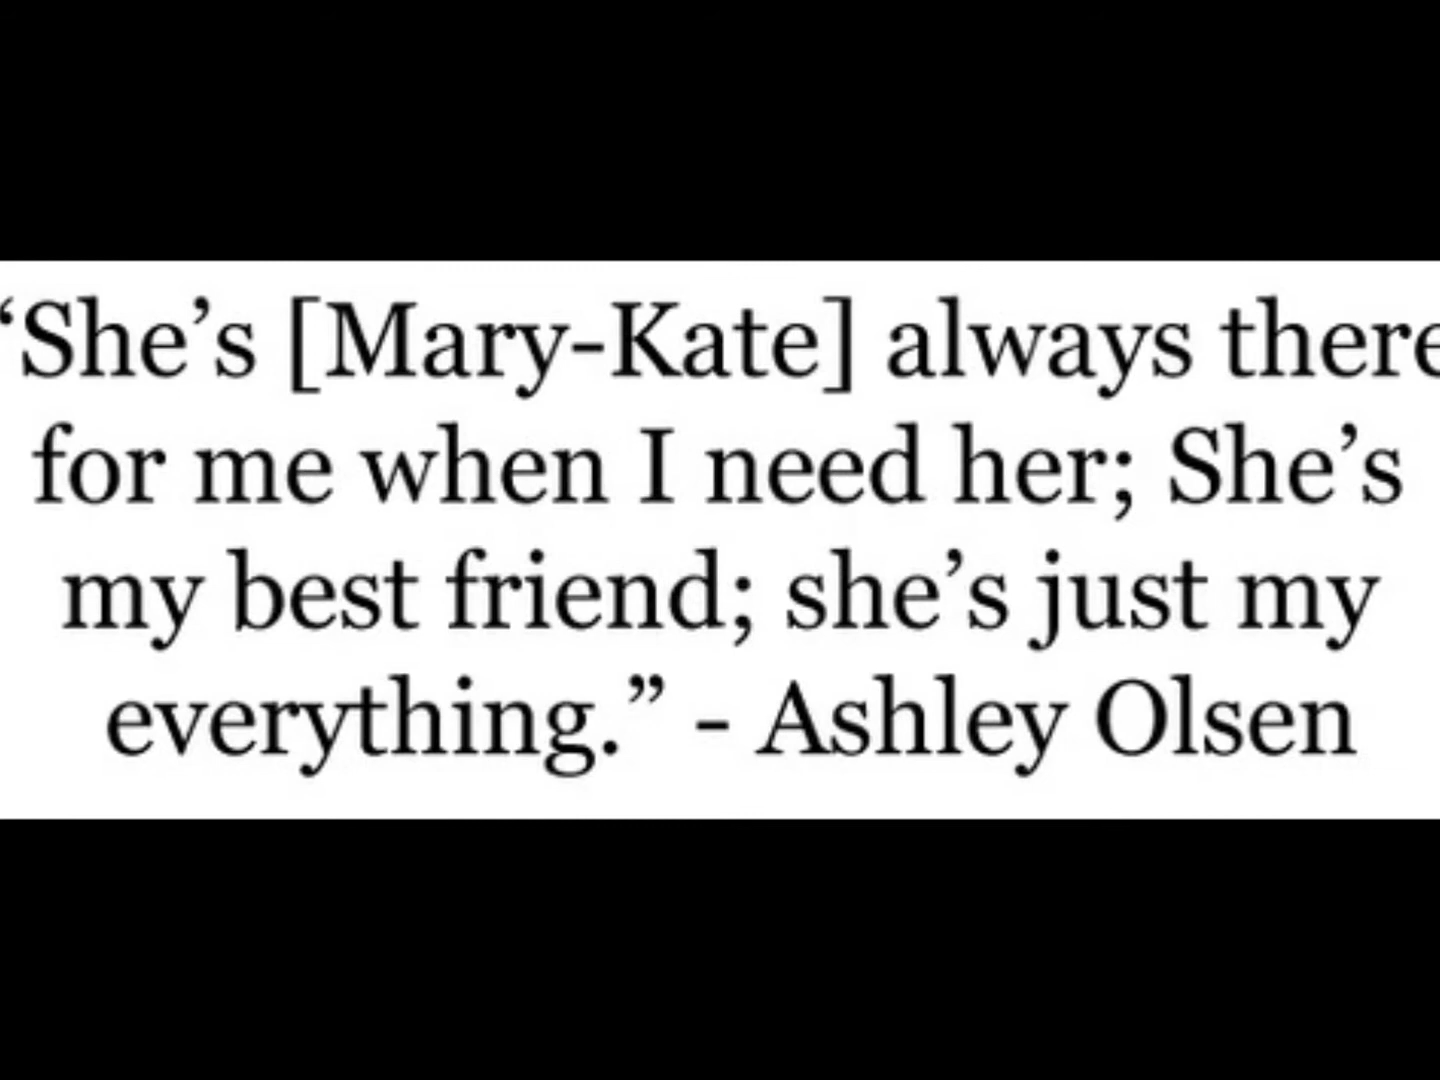 “She’s [Mary-Kate] always there
for me when I need her; She’s
my best friend; she’s just my
everything.” - Ashley Olsen